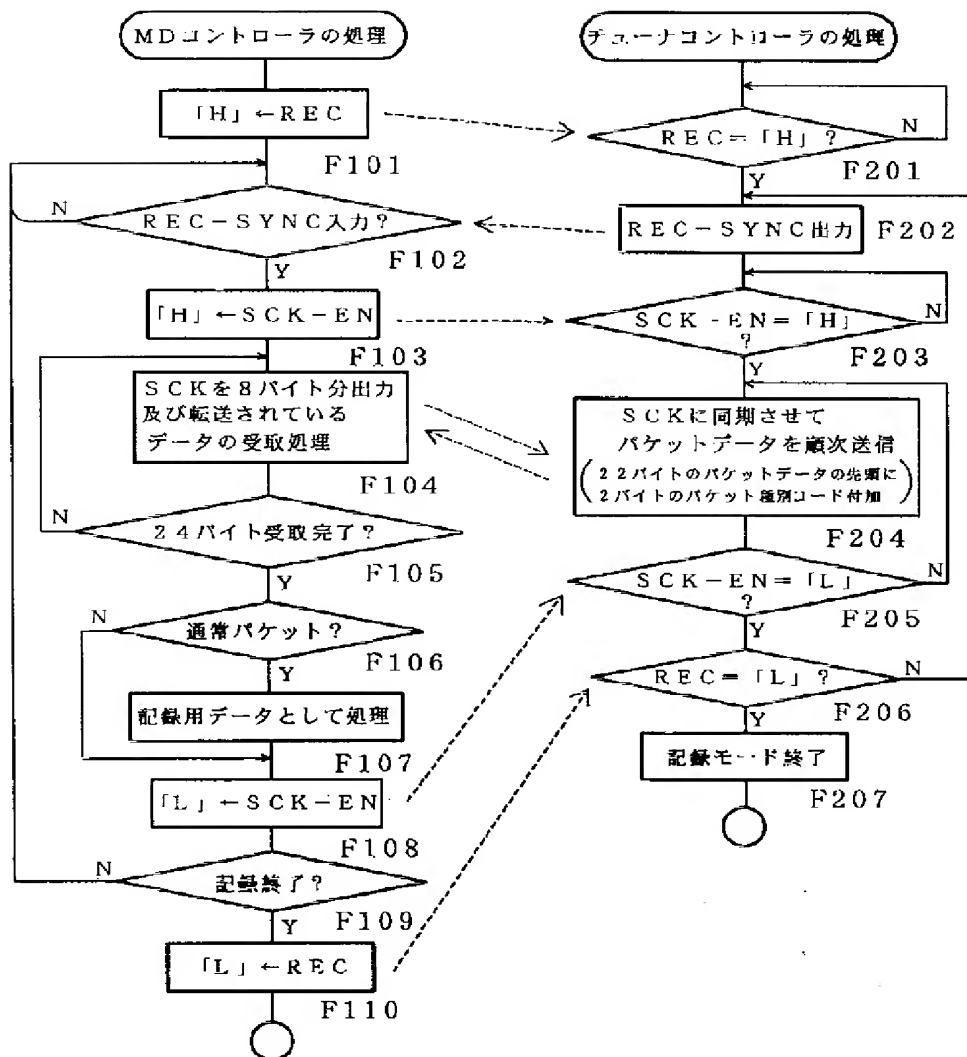 MDコントローラの処理
「H」←REC
F101
N
REC-SYNC入力?
F102
Y
「H」←SCK-EN
F103
SCKを8バイト分出力
及び転送されている
データの受取処理
F104
N
24バイト受取完了?
F105
Y
N
通常パケット?
F106
Y
記録用データとして処理
F107
「L」←SCK-EN
F108
N
記録終了?
F109
Y
「L」←REC
F110
チューナコントローラの処理
REC=「H」?
N
F201
Y
REC-SYNC出力
F202
SCK-EN=「H」
?
N
F203
Y
SCKに同期させて
パケットデータを順次送信
(22バイトのパケットデータの先頭に
2バイトのパケット種別コード付加)
F204
SCK-EN=「L」
?
N
F205
Y
REC=「L」?
N
F206
Y
記録モード終了
F207